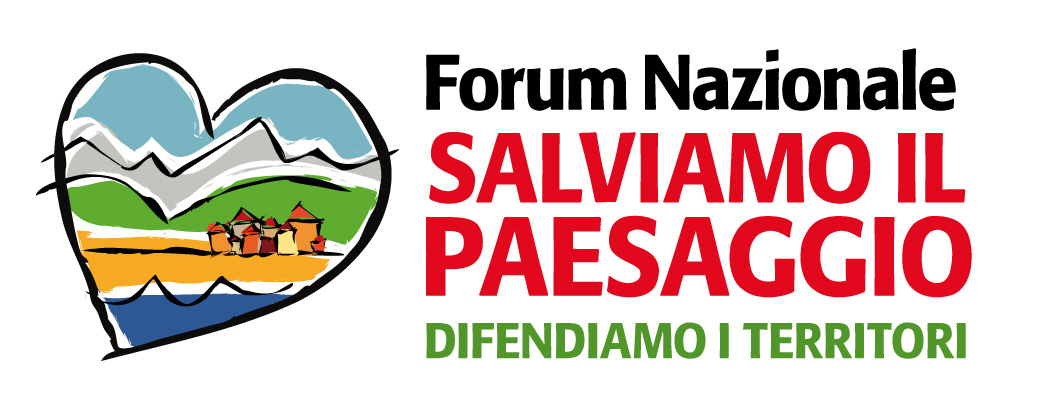 Forum Nazionale
SALVIAMO IL
PAESAGGIO
DIFENDIAMO I TERRITORI